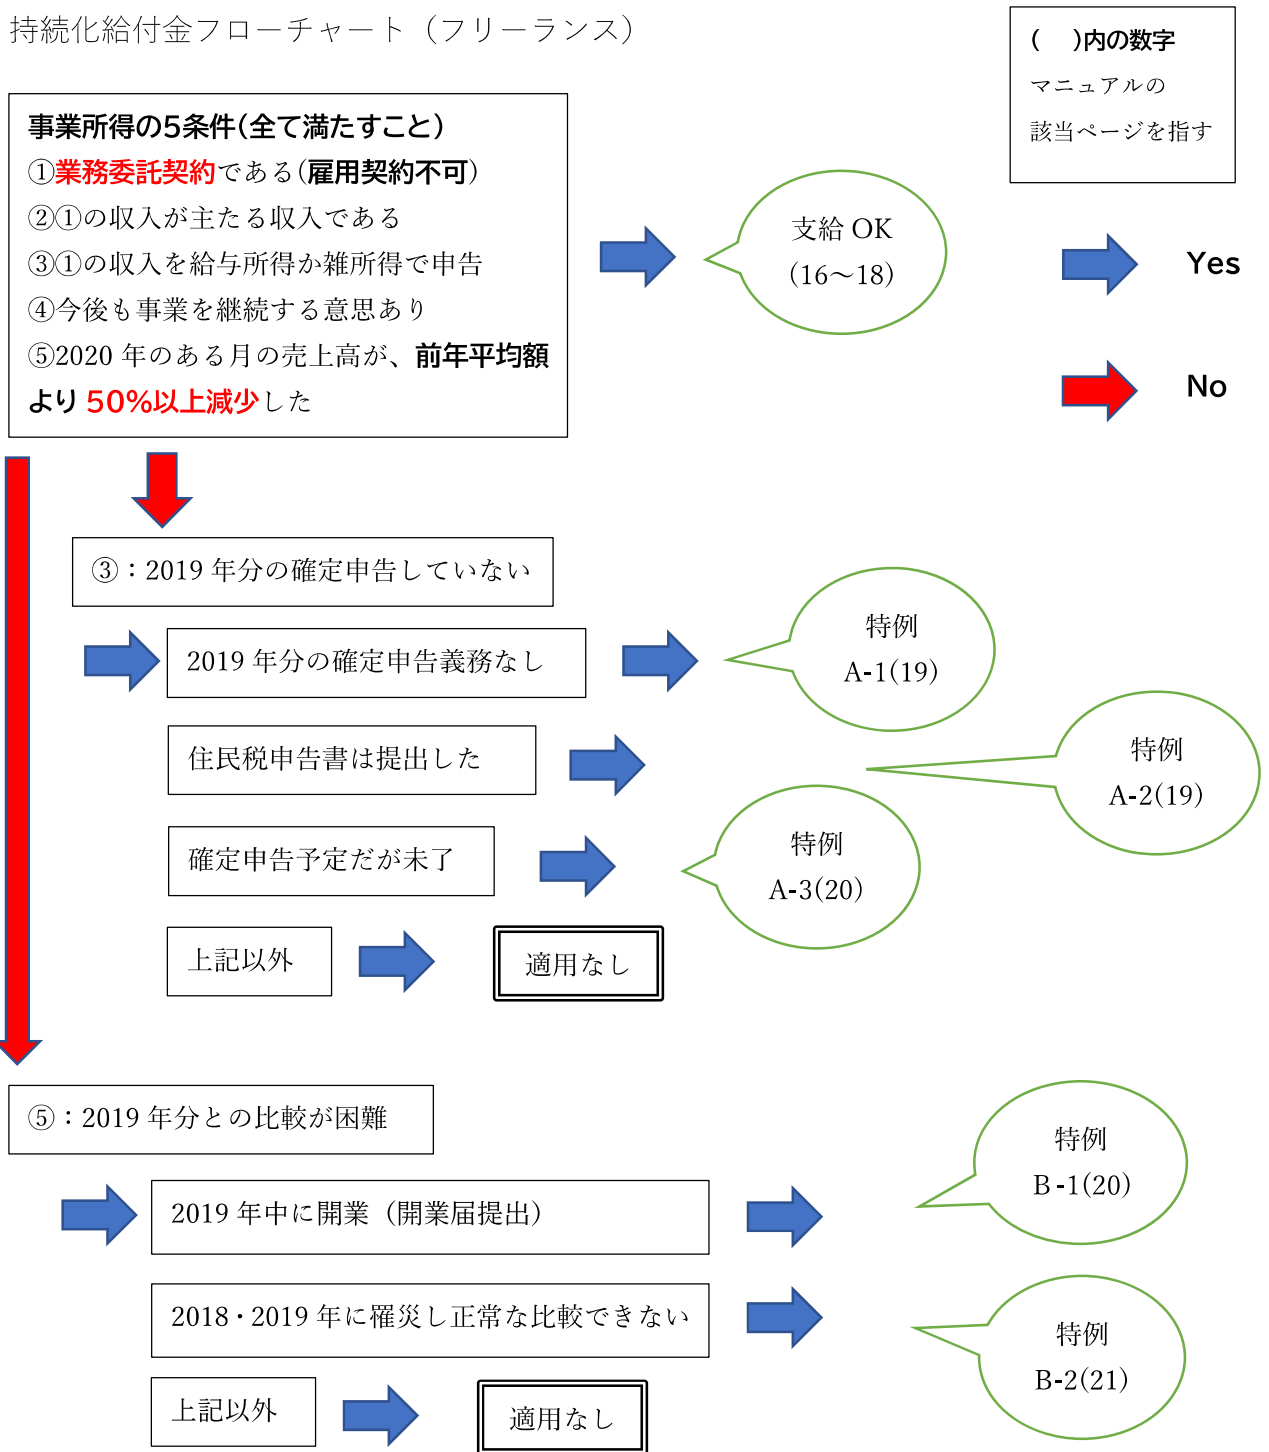 持続化給付金フローチャート（フリーランス）
(　)内の数字
マニュアルの
該当ページを指す
事業所得の5条件(全て満たすこと)
①業務委託契約である(雇用契約不可)
②①の収入が主たる収入である
③①の収入を給与所得か雑所得で申告
④今後も事業を継続する意思あり
⑤2020年のある月の売上高が、前年平均額
より50%以上減少した
支給 OK
(16～18)
Yes
No
③：2019年分の確定申告していない
2019年分の確定申告義務なし
特例
A-1(19)
住民税申告書は提出した
特例
A-2(19)
確定申告予定だが未了
特例
A-3(20)
上記以外
適用なし
⑤：2019年分との比較が困難
2019年中に開業（開業届提出）
特例
B-1(20)
2018・2019年に罹災し正常な比較できない
特例
B-2(21)
上記以外
適用なし